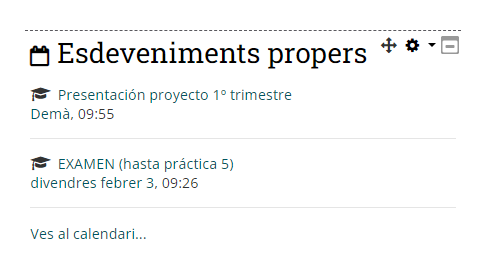 Esdeveniments propers
Presentación proyecto 1º trimestre
Demà, 09:55
EXAMEN (hasta práctica 5)
divendres febrer 3, 09:26
Ves al calendari...